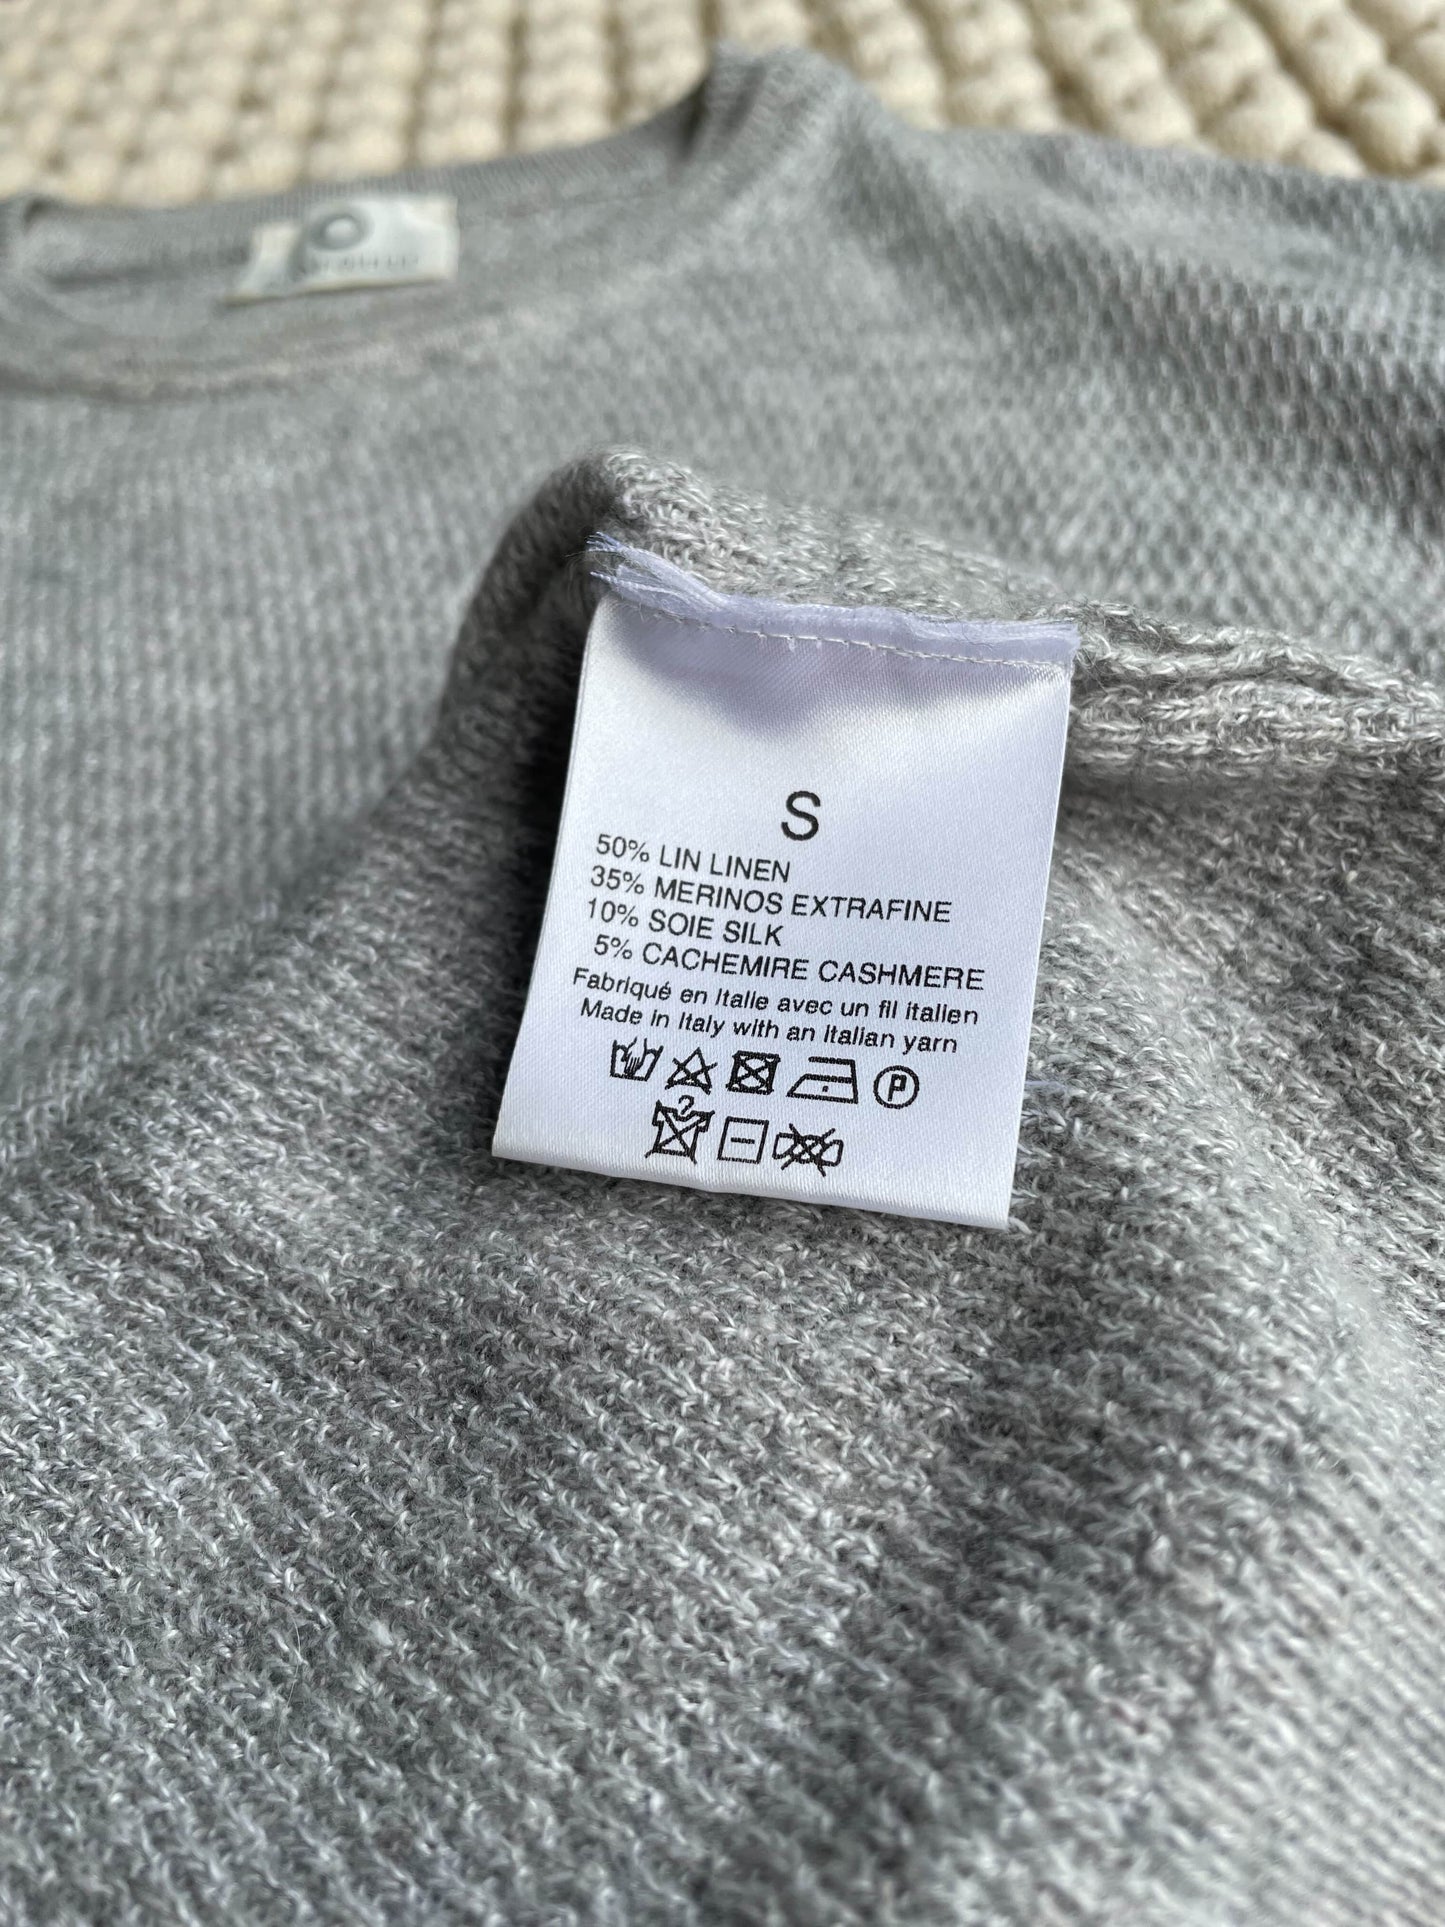 S
50% LIN LINEN
35% MERINOS EXTRAFINE
10% SOIE SILK
5% CACHEMIRE CASHMERE
Fabriqué en Italie avec un fil italien
Made in Italy with an Italian yarn
P